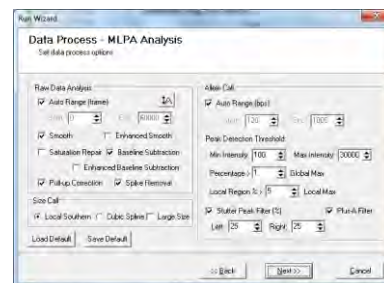 Run Wizard
Data Process - MLPA Analysis
Set data process options
Raw Data Analysis
Auto Range (frame)
Start 0 End 60000
Smooth Enhanced Smooth
Saturation Repair Baseline Subtraction
Enhanced Baseline Subtraction
Pull-up Correction Spike Removal
Size Call
Local Southern Cubic Spline Large Size
Load Default Save Default
Allele Call
Auto Range (bps)
Start 120 End
Peak Detection Threshold
Min Intensity 100 Max Intensity 30000
Percentage > 1 Global Max
Local Region % > 5 Local Max
Stutter Peak Filter (%) Plus-A Filter
Left 25 Right 25
<< Back Next >> Cancel